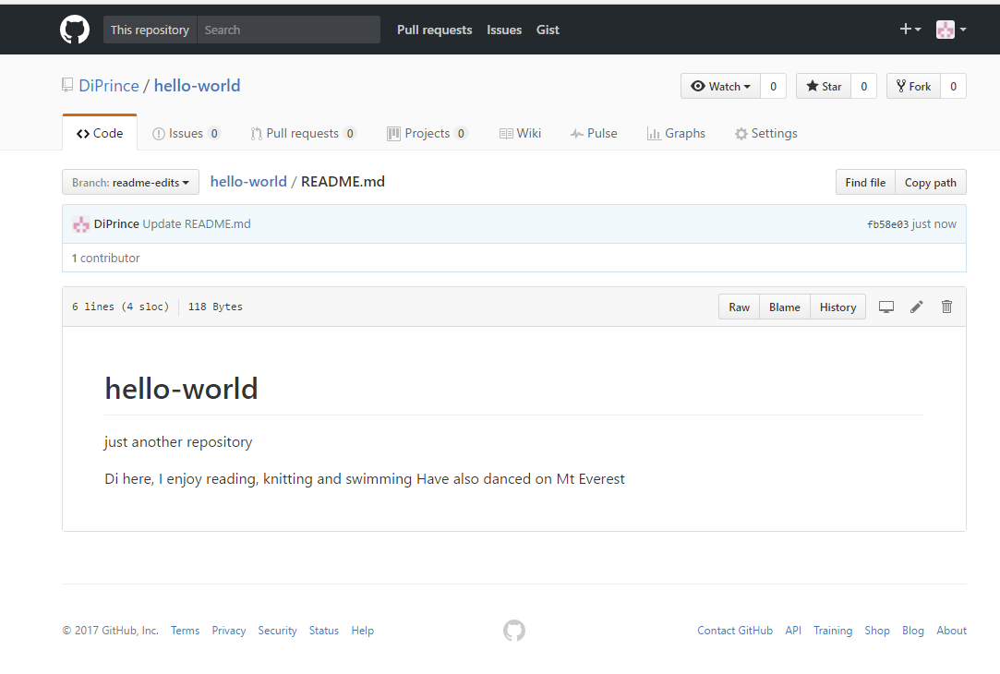 This repository Search Pull requests Issues Gist
DiPrince / hello-world Watch 0 Star 0 Fork 0
Code Issues 0 Pull requests 0 Projects 0 Wiki Pulse Graphs Settings
Branch: readme-edits hello-world / README.md Find file Copy path
DiPrince Update README.md fb58e03 just now
1 contributor
6 lines (4 sloc) 118 Bytes Raw Blame History
hello-world
just another repository
Di here, I enjoy reading, knitting and swimming Have also danced on Mt Everest
© 2017 GitHub, Inc. Terms Privacy Security Status Help Contact GitHub API Training Shop Blog About